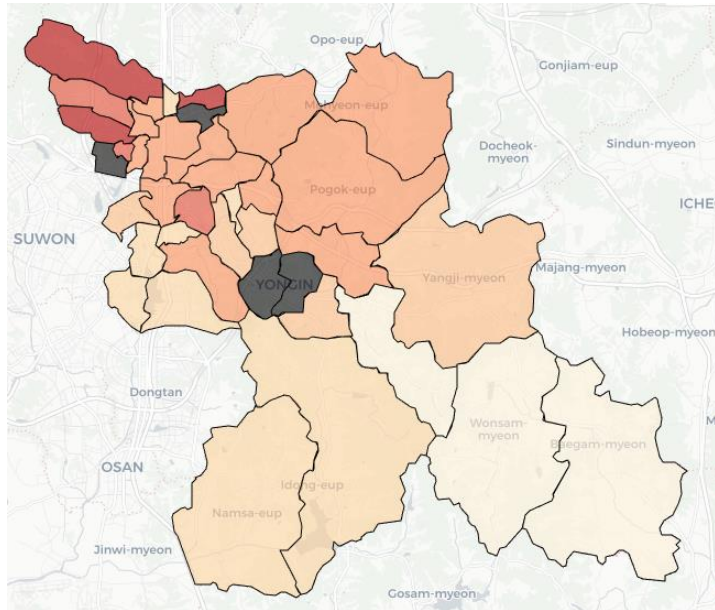 Opo-eup
Gonjiam-eup
Mohyeon-eup
Docheok-
myeon
Sindun-myeon
Pogok-eup
ICHE
SUWON
Majang-myeon
Yangji-myeon
YONGIN
Hobeop-myeon
Dongtan
M
Wonsam-
myeon
Baegam-myeon
OSAN
Idong-eup
Namsa-eup
Jinwi-myeon
Gosam-myeon